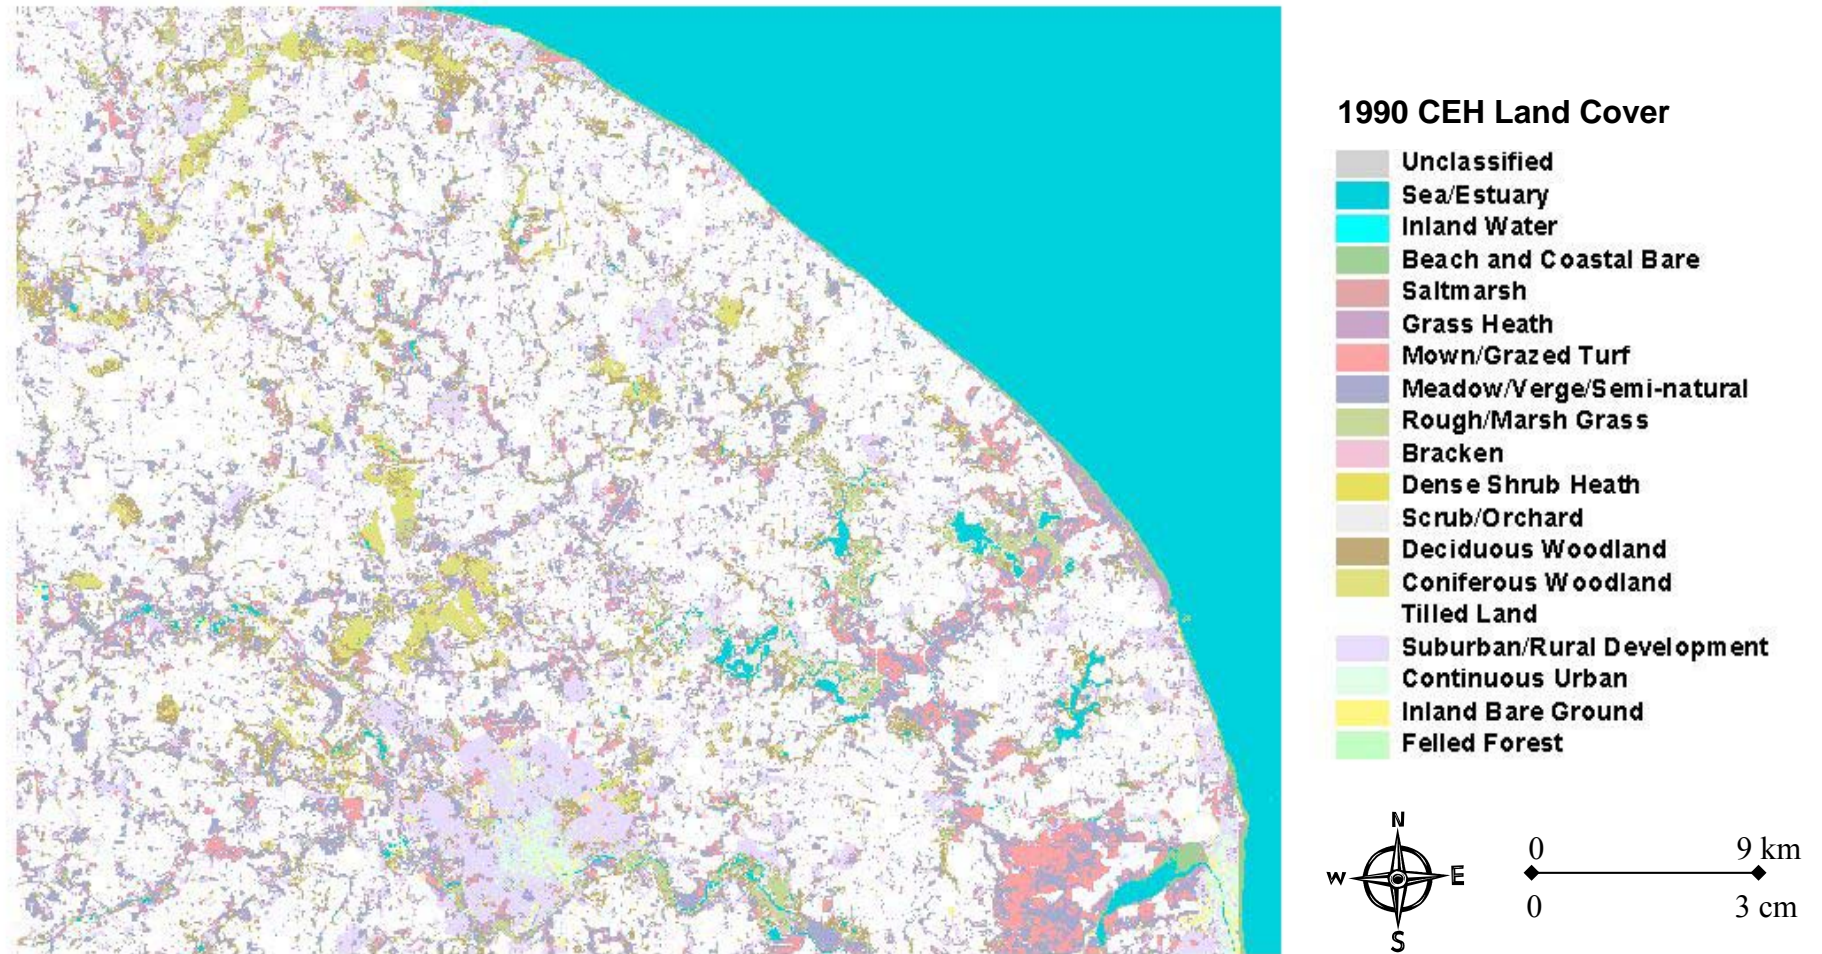 1990 CEH Land Cover
Unclassified
Sea/Estuary
Inland Water
Beach and Coastal Bare
Saltmarsh
Grass Heath
Mown/Grazed Turf
Meadow/Verge/Semi-natural
Rough/Marsh Grass
Bracken
Dense Shrub Heath
Scrub/Orchard
Deciduous Woodland
Coniferous Woodland
Tilled Land
Suburban/Rural Development
Continuous Urban
Inland Bare Ground
Felled Forest
N
W E
S
0 9 km
0 3 cm